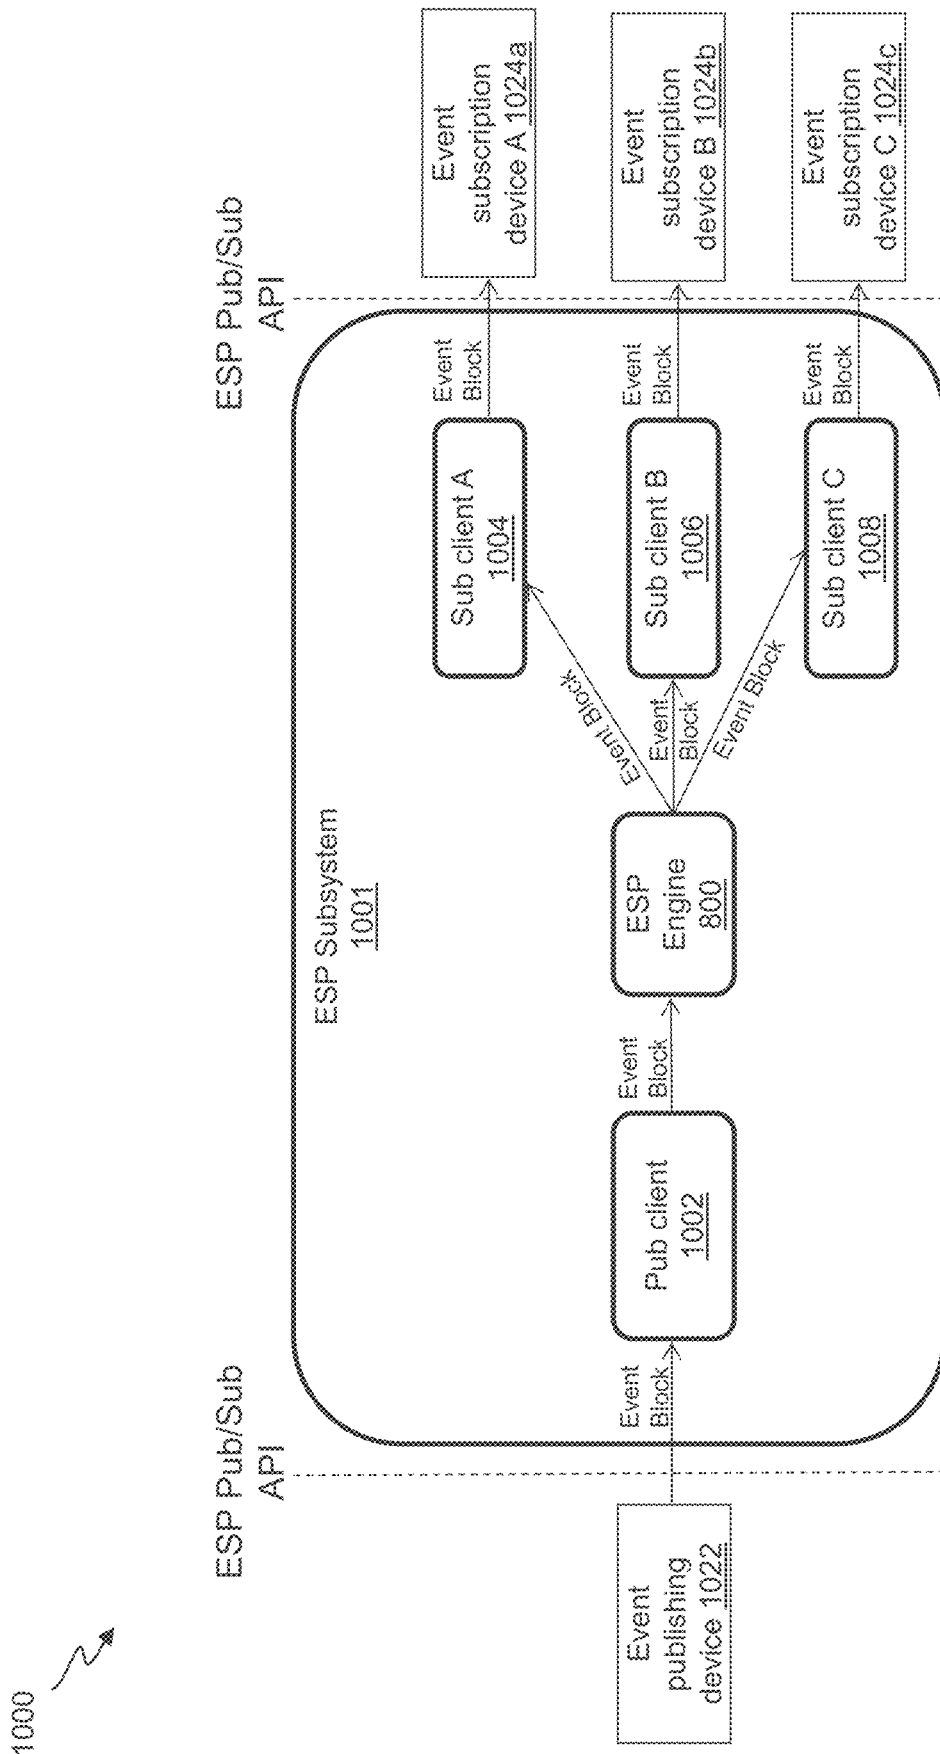 1000
ESP Pub/Sub
API
ESP Pub/Sub
API
ESP Subsystem
1001
Event
publishing
device 1022
Event
Block
Pub client
1002
Event
Block
ESP
Engine
800
Event Block
Event
Block
Event Block
Sub client A
1004
Sub client B
1006
Sub client C
1008
Event
Block
Event
Block
Event
Block
Event
subscription
device A 1024a
Event
subscription
device B 1024b
Event
subscription
device C 1024c